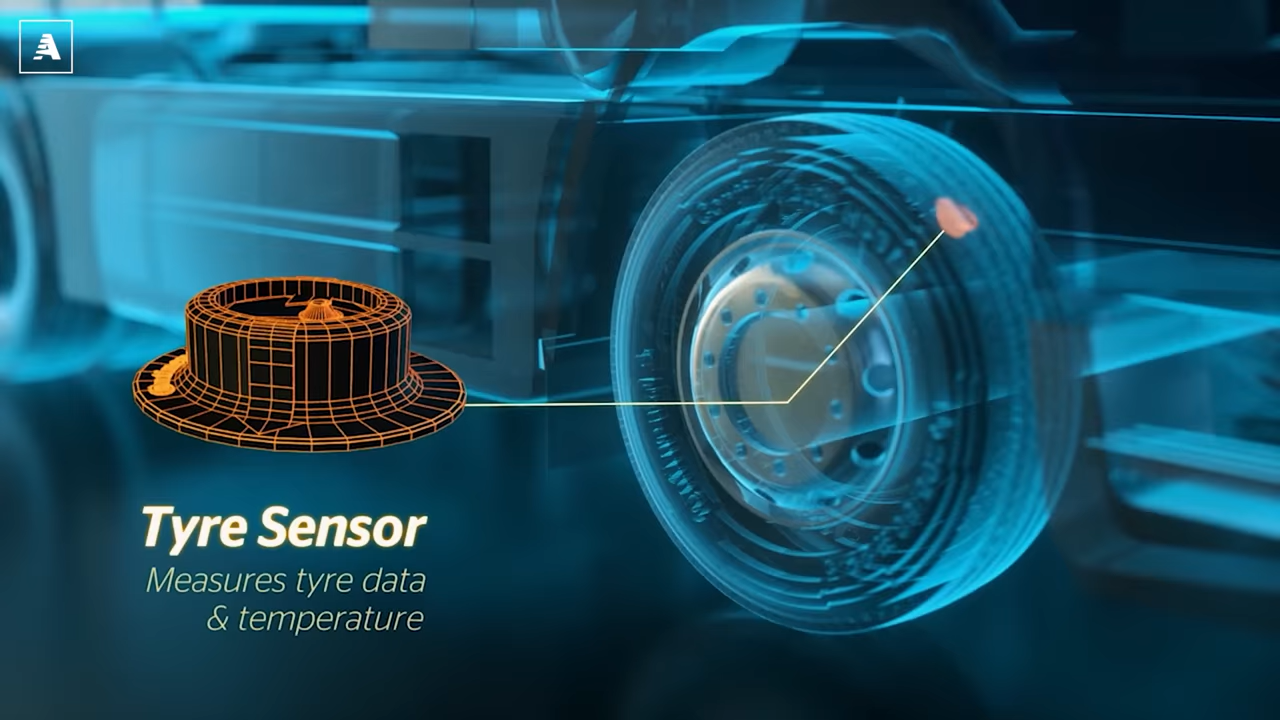 A
Tyre Sensor
Measures tyre data
& temperature